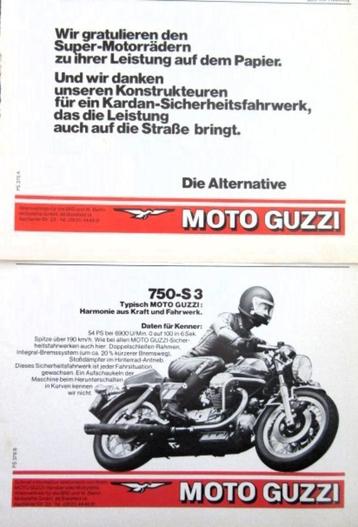 Wir gratulieren den
Super-Motorrädern
zu ihrer Leistung auf dem Papier.
Und wir danken
unseren Konstrukteuren
für ein Kardan-Sicherheitsfahrwerk,
das die Leistung
auch auf die Straße bringt.
Die Alternative
MOTO GUZZI
750-S3
Typisch MOTO GUZZI:
Harmonie aus Kraft und Fahrwerk.
Daten für Kenner:
54 PS bei 6900 U/Min. 0 auf 100 in 6 Sek.
Spitze über 190 km/h. Wie bei allen MOTO GUZZI-Sicher-
heitsfahrwerken auch hier: Doppelschleifen-Rahmen,
Integral-Bremssystem (um ca. 20% kürzerer Bremsweg),
Stoßdämpfer im Hinterrad-Antrieb.
Dieses Sicherheitsfahrwerk ist jeder Fahrsituation
gewachsen. Ein Aufschaukeln der
Maschine beim Herunterschalten
in Kurven kennen
wir nicht.
MOTO GUZZI